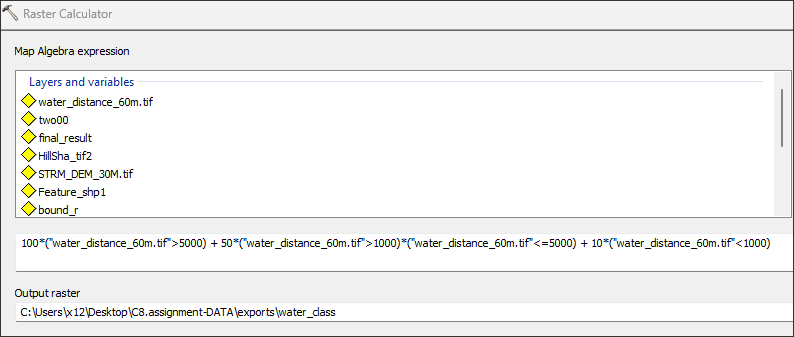 Raster Calculator
Map Algebra expression
Layers and variables
water_distance_60m.tif
two00
final_result
HillSha_tif2
STRM_DEM_30M.tif
Feature_shp1
bound_r
100*("water_distance_60m.tif">5000) + 50*("water_distance_60m.tif">1000)*("water_distance_60m.tif"<=5000) + 10*("water_distance_60m.tif"<1000)
Output raster
C:\Users\x12\Desktop\C8.assignment-DATA\exports\water_class